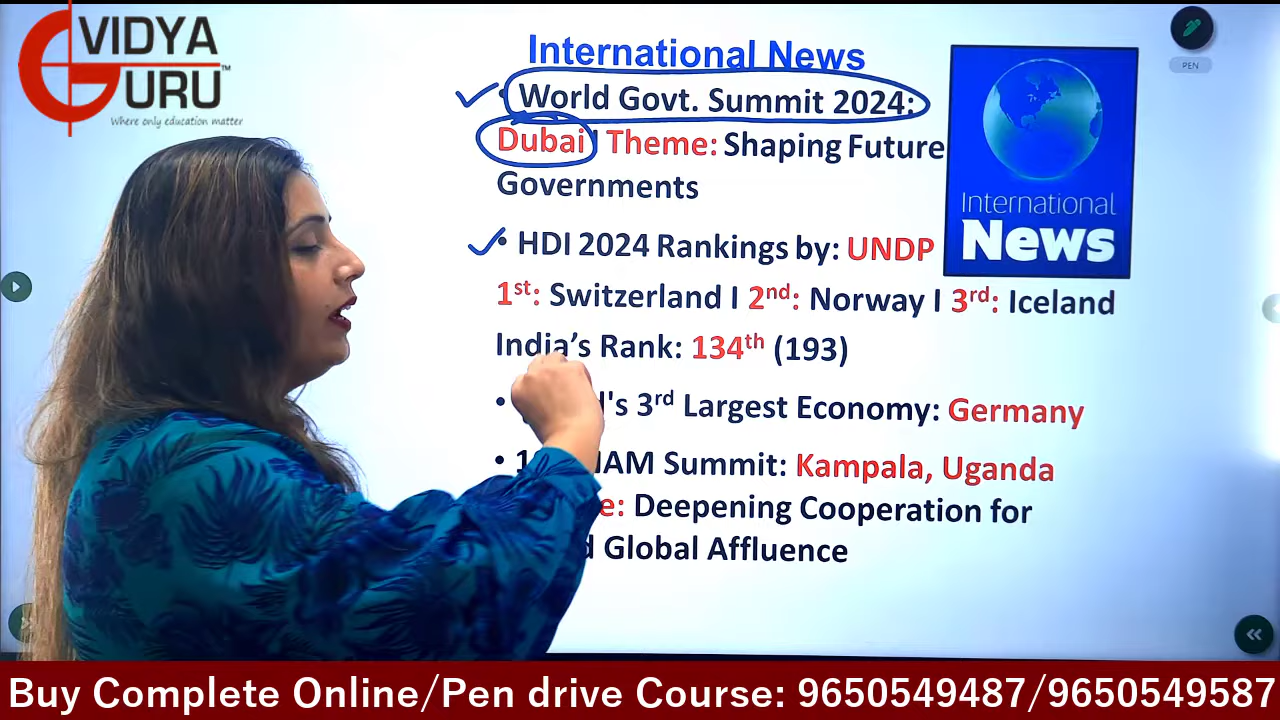 VIDYA
GURU™
Where only education matter
PEN
International News
• World Govt. Summit 2024:
Dubai Theme: Shaping Future
Governments
• HDI 2024 Rankings by: UNDP
1st: Switzerland I 2nd: Norway I 3rd: Iceland
India's Rank: 134th (193)
• 3rd Largest Economy: Germany
• Summit: Kampala, Uganda
Deepening Cooperation for
Global Affluence
International
News
Buy Complete Online/Pen drive Course: 9650549487/9650549587